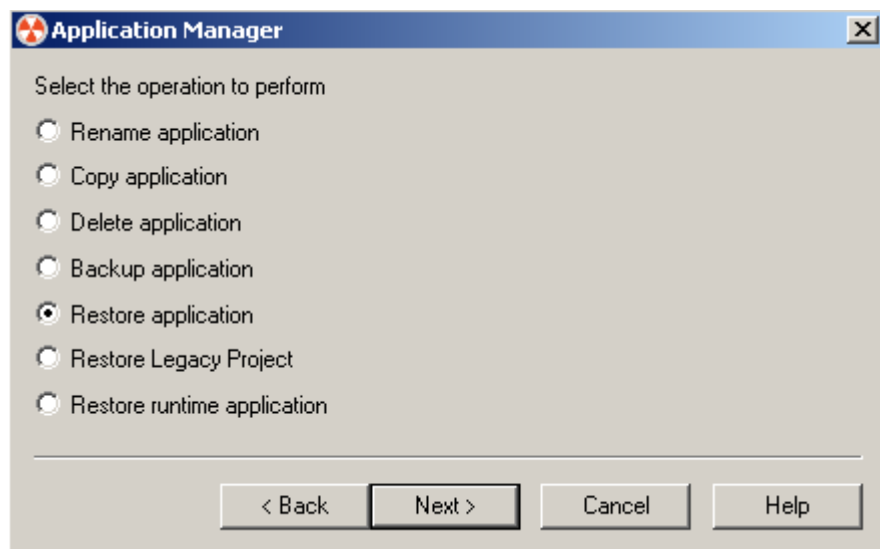 Application Manager
Select the operation to perform
Rename application
Copy application
Delete application
Backup application
Restore application
Restore Legacy Project
Restore runtime application
< Back Next > Cancel Help